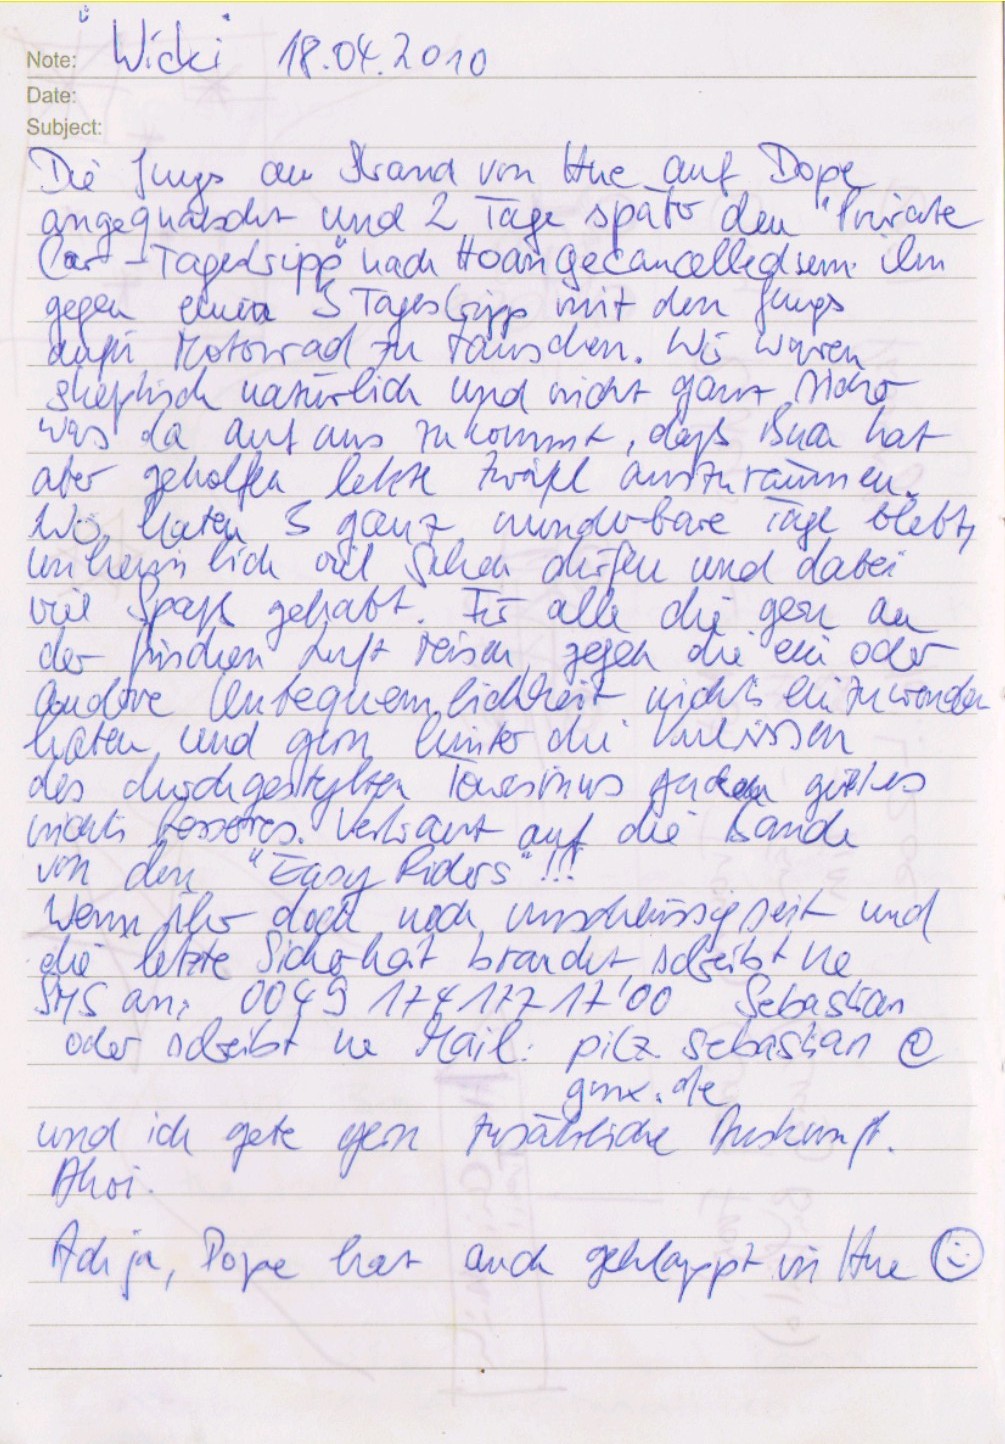 Note: "Wicki" 18.04.2010
Date:
Subject:
Die Jungs am Strand von Hue auf Dope
angequatscht und 2 Tage später den "Private
Car-Tagestripp" nach Hoian gecancelled um ihn
gegen einen 5 Tagestripp mit den Jungs
aufm Motorrad zu tauschen. Wir waren
skeptisch natürlich und nicht ganz sicher
was da auf uns zukommt, das Buch hat
aber geholfen letzte Zweifel auszuräumen.
Wir haben 5 ganz wunderbare Tage erlebt,
unheimlich viel sehen dürfen und dabei
viel Spaß gehabt. Für alle die gern an
der frischen Luft reisen, gegen die ein oder
andere Unbequemlichkeit nichts einzuwenden
haben und gern hinter die Kulissen
des durchgestylten Tourismus gucken gibt es
nichts besseres. Vertraut auf die Bande
von den "Easy Riders"!!!
Wenn ihr doch noch unschlüssig seit und
die letzte Sicherheit braucht, schreibt ne
SMS an: 0049 174 177 17'00 Sebastian
oder schreibt ne Mail: pilz.sebastian@
gmx.de
und ich gebe gern zusätzliche Auskunft.
Ahoi.
Ach ja, Dope hat auch geklappt in Hue